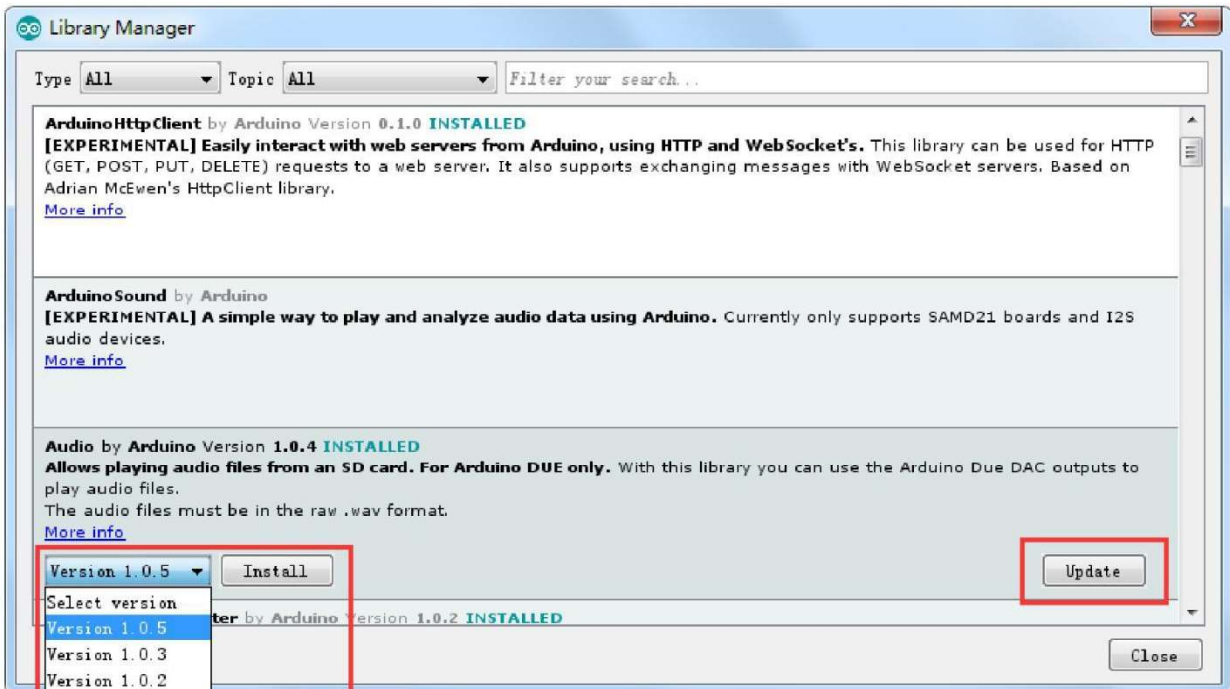 Library Manager
Type All Topic All Filter your search...
ArduinoHttpClient by Arduino Version 0.1.0 INSTALLED
[EXPERIMENTAL] Easily interact with web servers from Arduino, using HTTP and WebSocket's. This library can be used for HTTP
(GET, POST, PUT, DELETE) requests to a web server. It also supports exchanging messages with WebSocket servers. Based on
Adrian McEwen's HttpClient library.
More info
ArduinoSound by Arduino
[EXPERIMENTAL] A simple way to play and analyze audio data using Arduino. Currently only supports SAMD21 boards and I2S
audio devices.
More info
Audio by Arduino Version 1.0.4 INSTALLED
Allows playing audio files from an SD card. For Arduino DUE only. With this library you can use the Arduino Due DAC outputs to
play audio files.
The audio files must be in the raw .wav format.
More info
Version 1.0.5 Install Update
Select version
ter by Arduino Version 1.0.2 INSTALLED
Version 1.0.5
Version 1.0.3
Close
Version 1.0.2